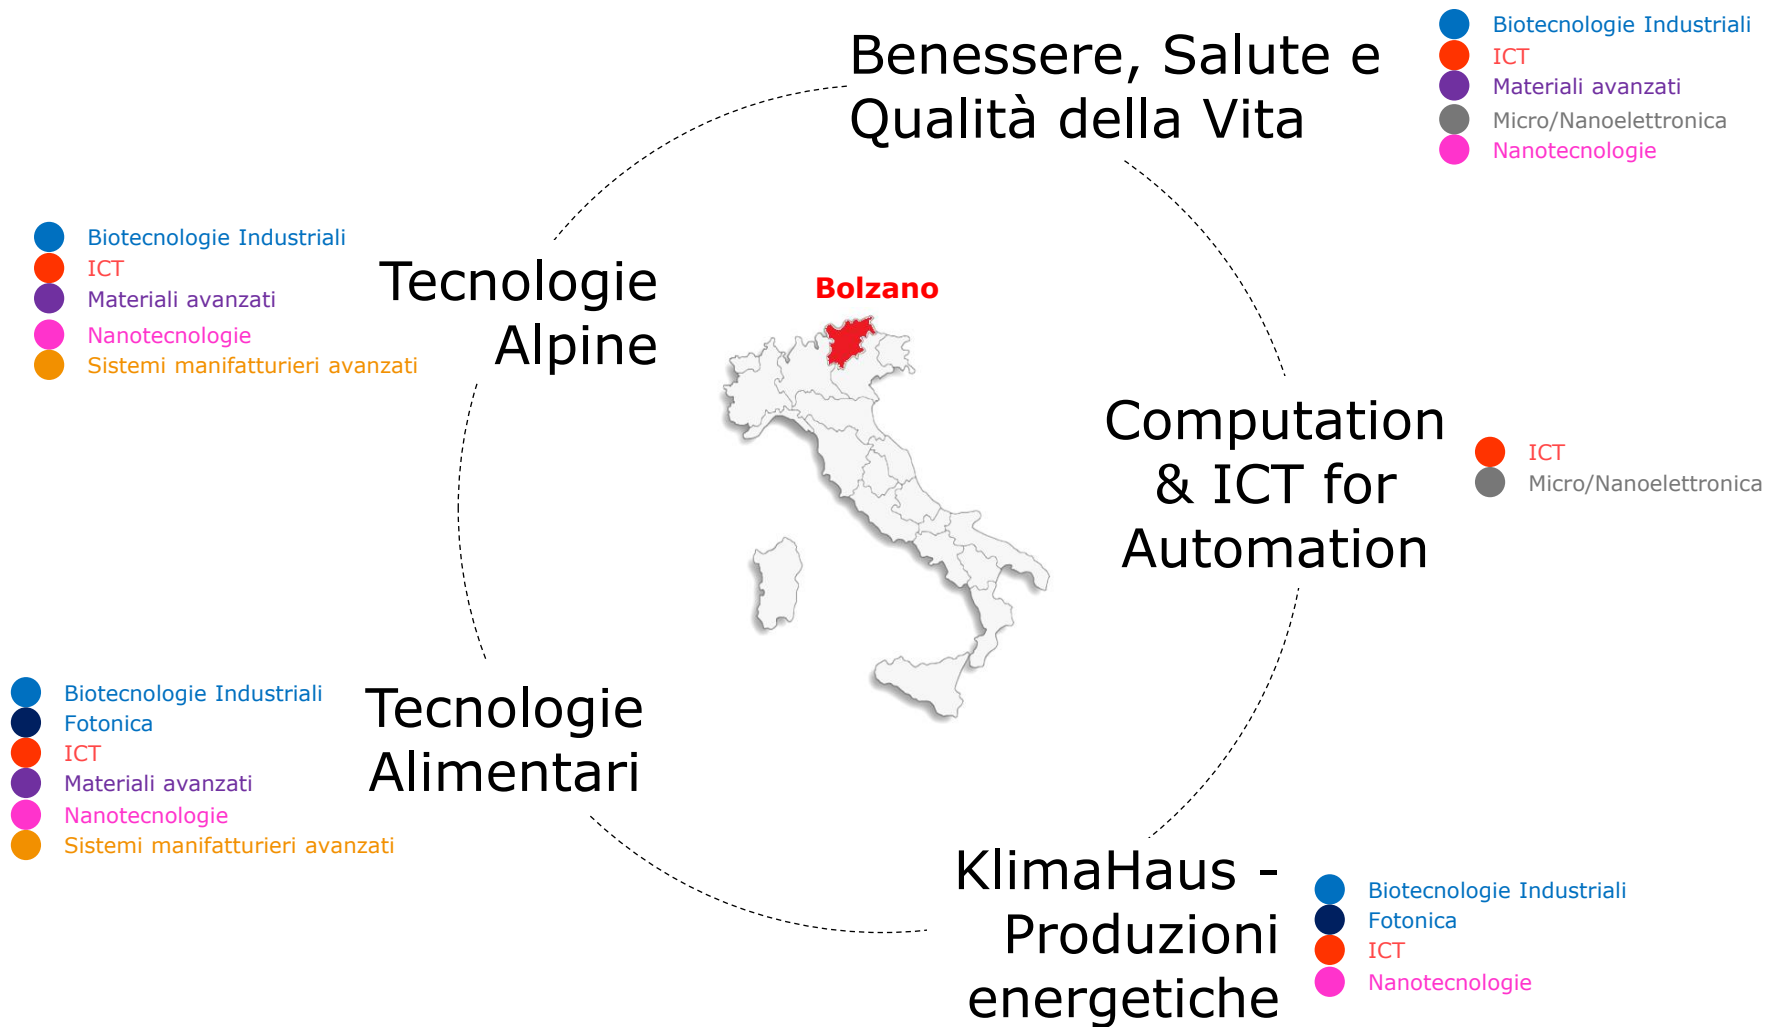 Benessere, Salute e
Qualità della Vita
Biotecnologie Industriali
ICT
Materiali avanzati
Micro/Nanoelettronica
Nanotecnologie
Biotecnologie Industriali
ICT
Materiali avanzati
Nanotecnologie
Sistemi manifatturieri avanzati
Tecnologie
Alpine
Bolzano
Computation
& ICT for
Automation
ICT
Micro/Nanoelettronica
Biotecnologie Industriali
Fotonica
ICT
Materiali avanzati
Nanotecnologie
Sistemi manifatturieri avanzati
Tecnologie
Alimentari
KlimaHaus -
Produzioni
energetiche
Biotecnologie Industriali
Fotonica
ICT
Nanotecnologie